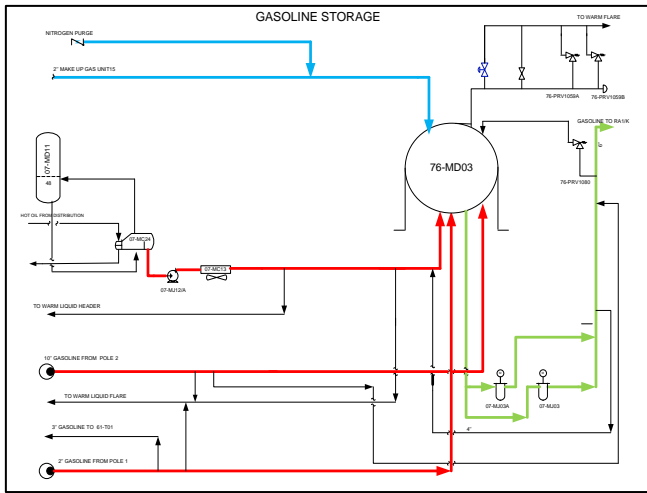 GASOLINE STORAGE
TO WARM FLARE
NITROGEN PURGE
2" MAKE UP GAS UNIT15
76-PRV1059A
76-PRV1059B
GASOLINE TO RA1/K
6"
07-MD11
48
76-MD03
76-PRV1080
HOT OIL FROM DISTRIBUTION
07-MC24
07-MC13
07-MJ12/A
TO WARM LIQUID HEADER
10" GASOLINE FROM POLE 2
TO WARM LIQUID FLARE
07-MJ03A
07-MJ03
3" GASOLINE TO 61-T01
4"
2" GASOLINE FROM POLE 1